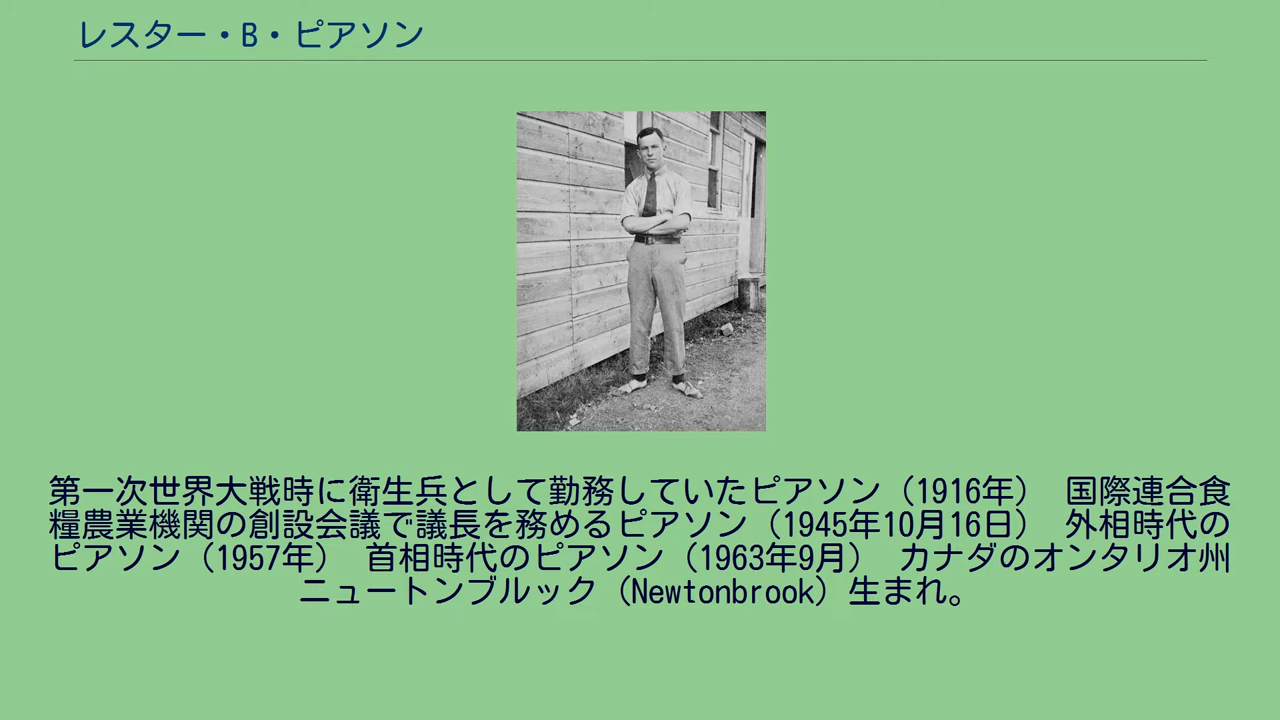 レスター・B・ピアソン
第一次世界大戦時に衛生兵として勤務していたピアソン（1916年）　国際連合食
糧農業機関の創設会議で議長を務めるピアソン（1945年10月16日）　外相時代の
ピアソン（1957年）　首相時代のピアソン（1963年9月）　カナダのオンタリオ州
ニュートンブルック（Newtonbrook）生まれ。